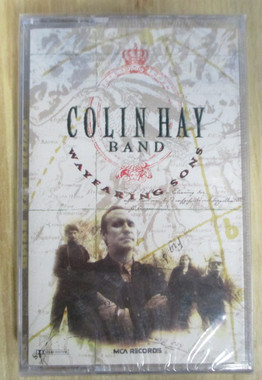 COLIN HAY
BAND
WAYFARING SONS
MCA RECORDS